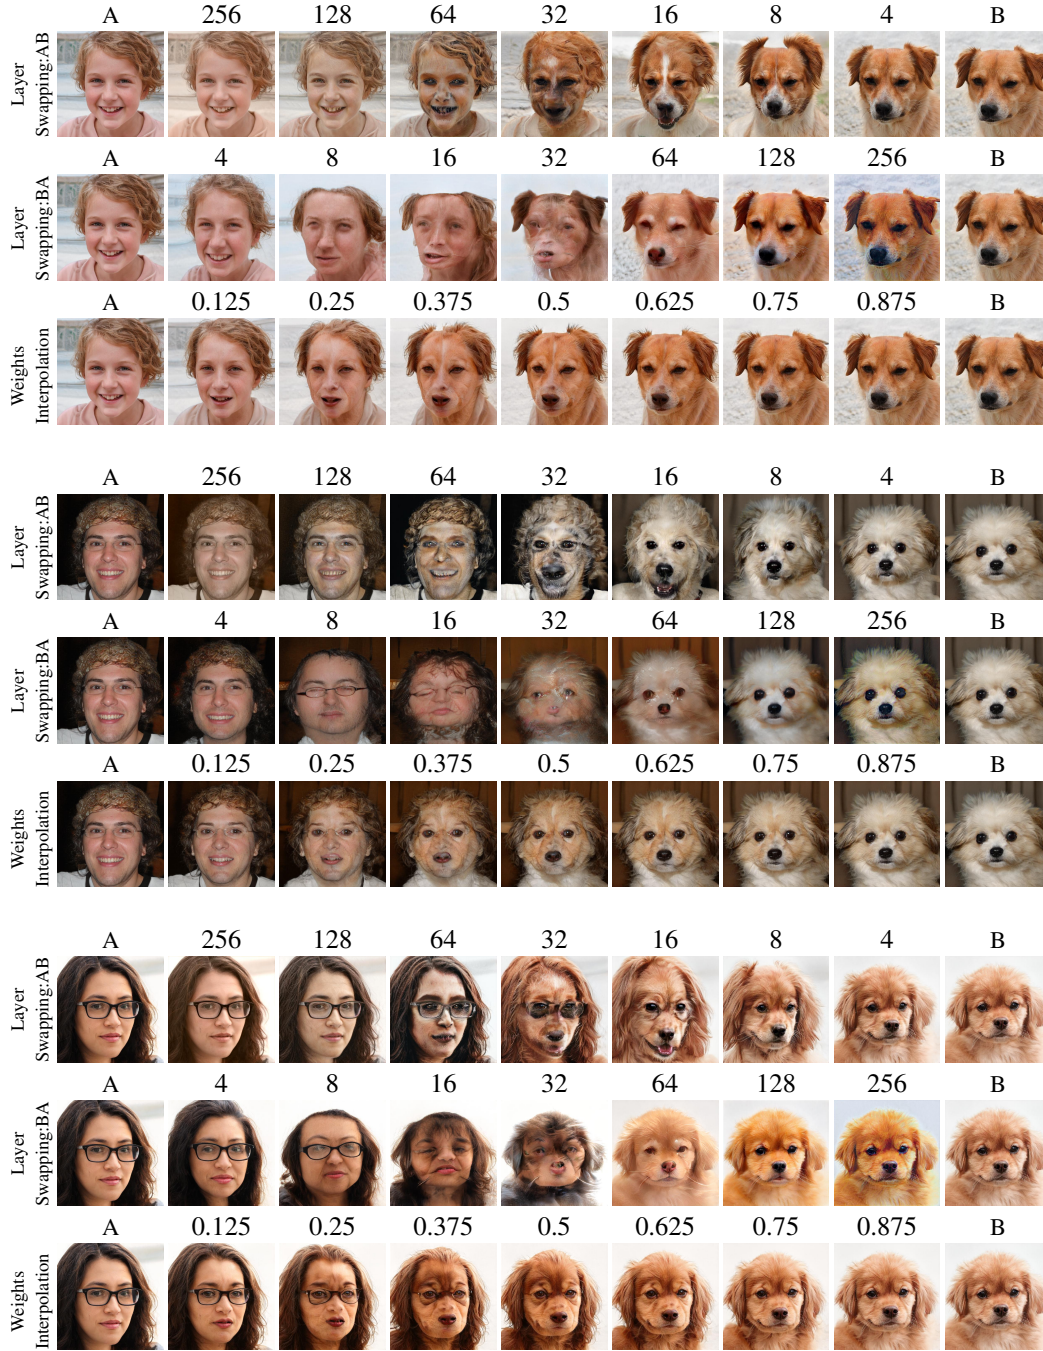 A 256 128 64 32 16 8 4 B
Layer
Swapping:AB
A 4 8 16 32 64 128 256 B
Layer
Swapping:BA
A 0.125 0.25 0.375 0.5 0.625 0.75 0.875 B
Weights
Interpolation
A 256 128 64 32 16 8 4 B
Layer
Swapping:AB
A 4 8 16 32 64 128 256 B
Layer
Swapping:BA
A 0.125 0.25 0.375 0.5 0.625 0.75 0.875 B
Weights
Interpolation
A 256 128 64 32 16 8 4 B
Layer
Swapping:AB
A 4 8 16 32 64 128 256 B
Layer
Swapping:BA
A 0.125 0.25 0.375 0.5 0.625 0.75 0.875 B
Weights
Interpolation